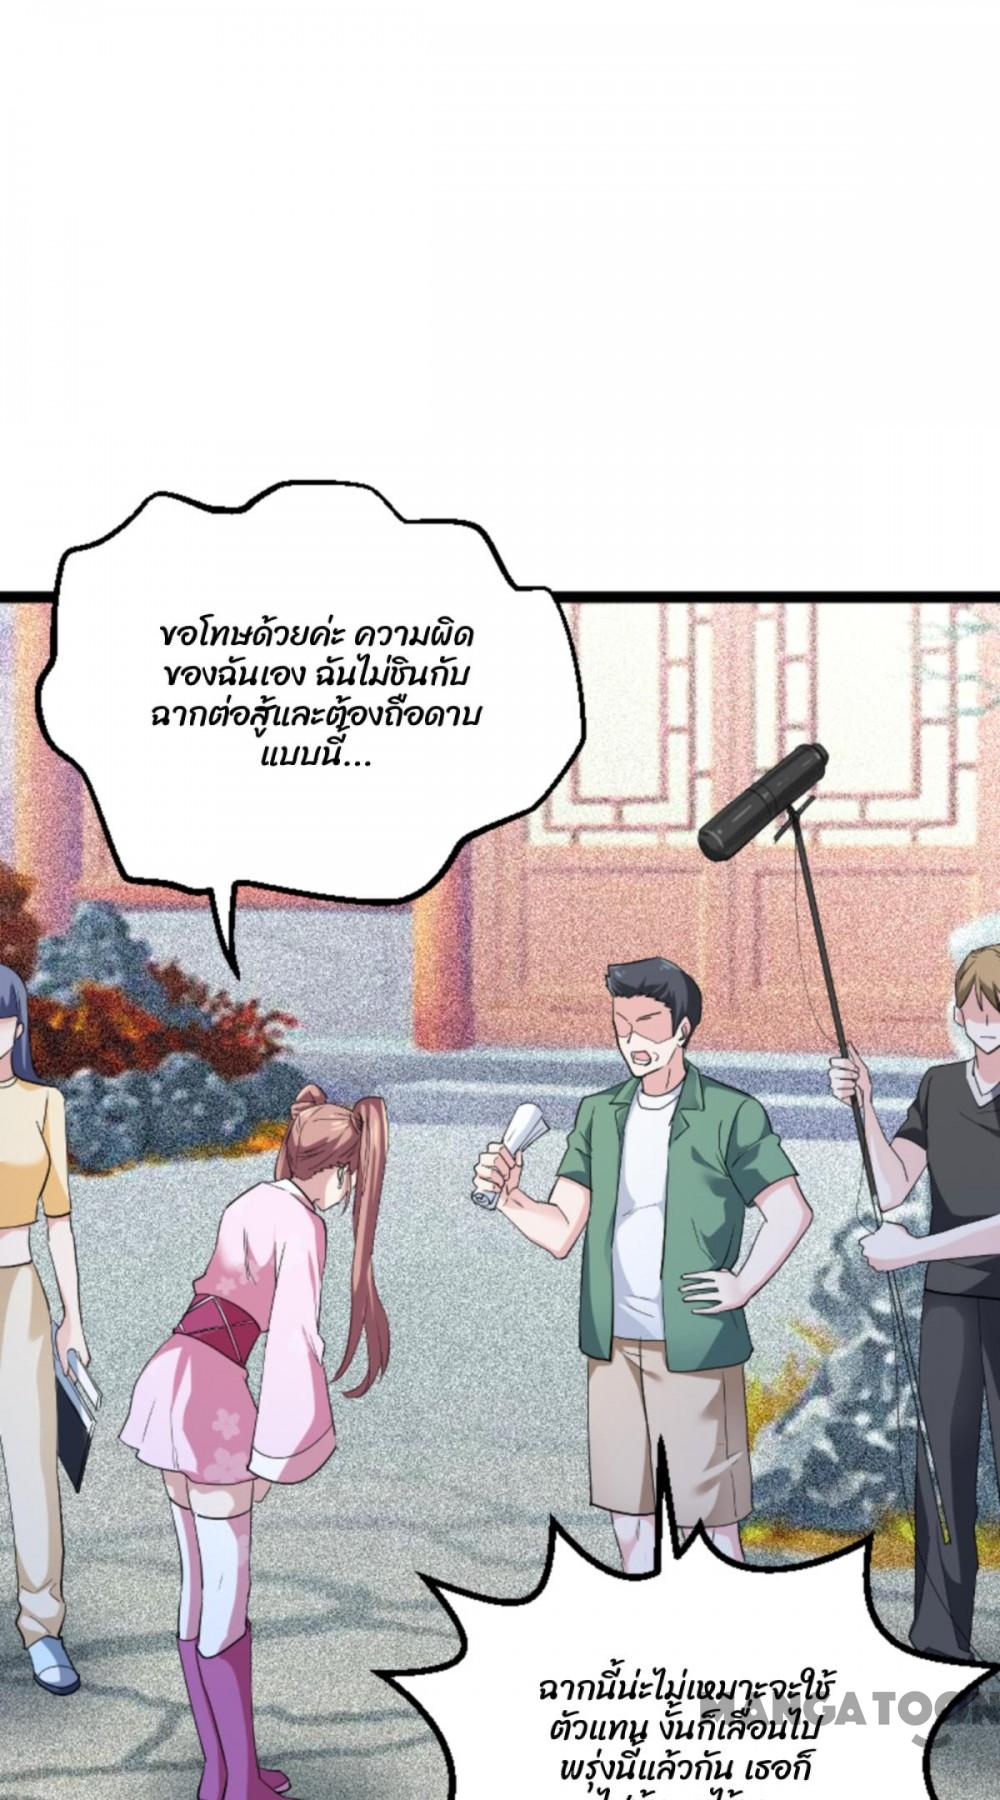 ขอโทษด้วยค่ะ ความผิด
ของฉันเอง ฉันไม่ชินกับ
ฉากต่อสู้และต้องถือดาบ
แบบนี้...
ฉากนี้น่ะไม่เหมาะจะใช้
ตัวแทน งั้นก็เลื่อนไป
พรุ่งนี้แล้วกัน เธอก็
MANGATOON